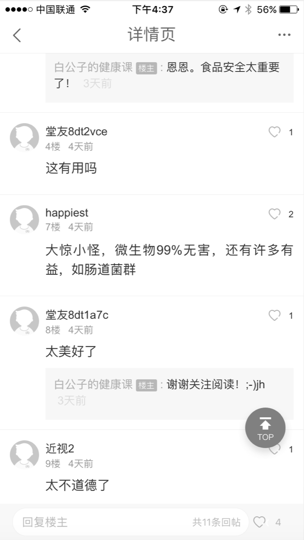 中国联通 下午4:37 56%
详情页
白公子的健康课 楼主：恩恩。食品安全太重要
了！ 3天前
堂友8dt2vce 1
4楼 4天前
这有用吗
happiest 2
7楼 4天前
大惊小怪，微生物99%无害，还有许多有
益，如肠道菌群
堂友8dt1a7c 1
8楼 4天前
太美好了
白公子的健康课 楼主：谢谢关注阅读！;-)jh
3天前
TOP
近视2 1
9楼 4天前
太不道德了
回复楼主 共11条回帖 4